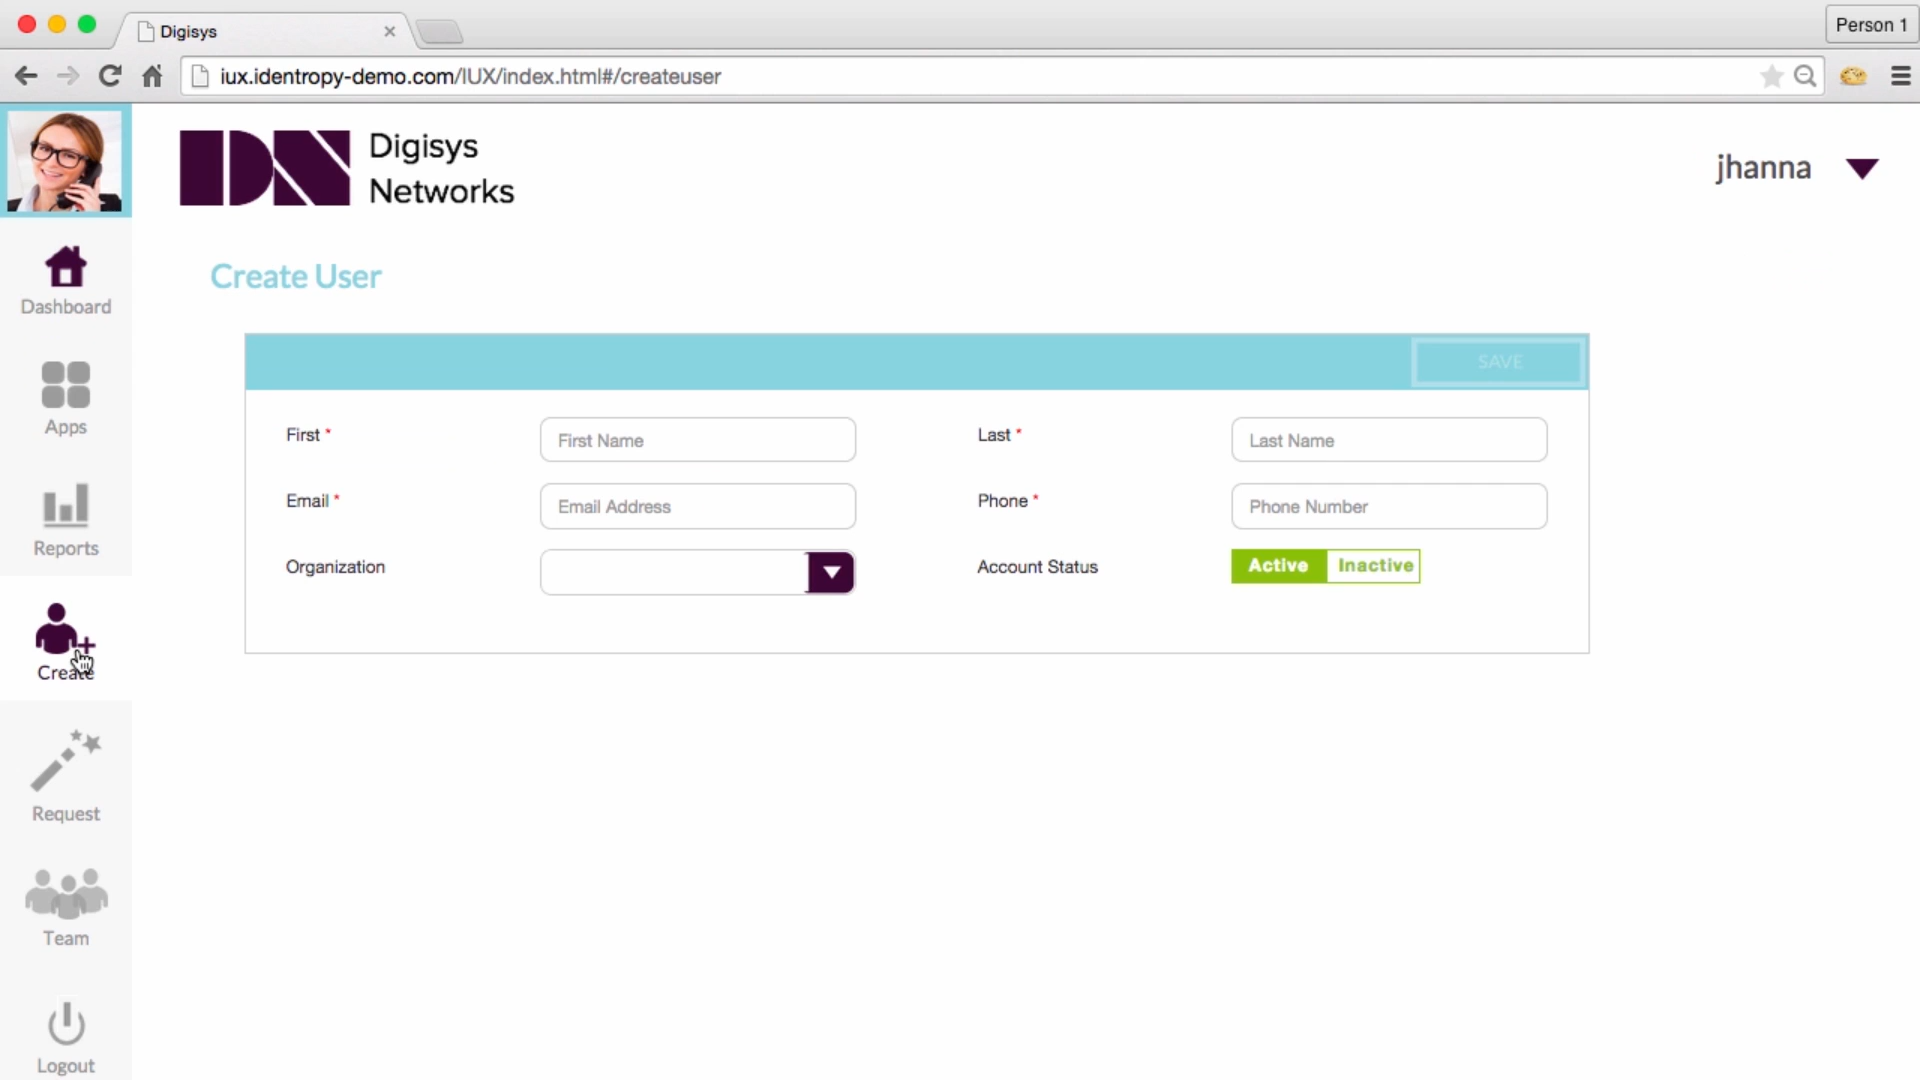 Digisys
Person 1
iux.identropy-demo.com/IUX/index.html#/createuser
DN Digisys
Networks
jhanna
Dashboard
Apps
Reports
Create
Request
Team
Logout
Create User
SAVE
First * First Name Last * Last Name
Email * Email Address Phone * Phone Number
Organization Account Status Active Inactive